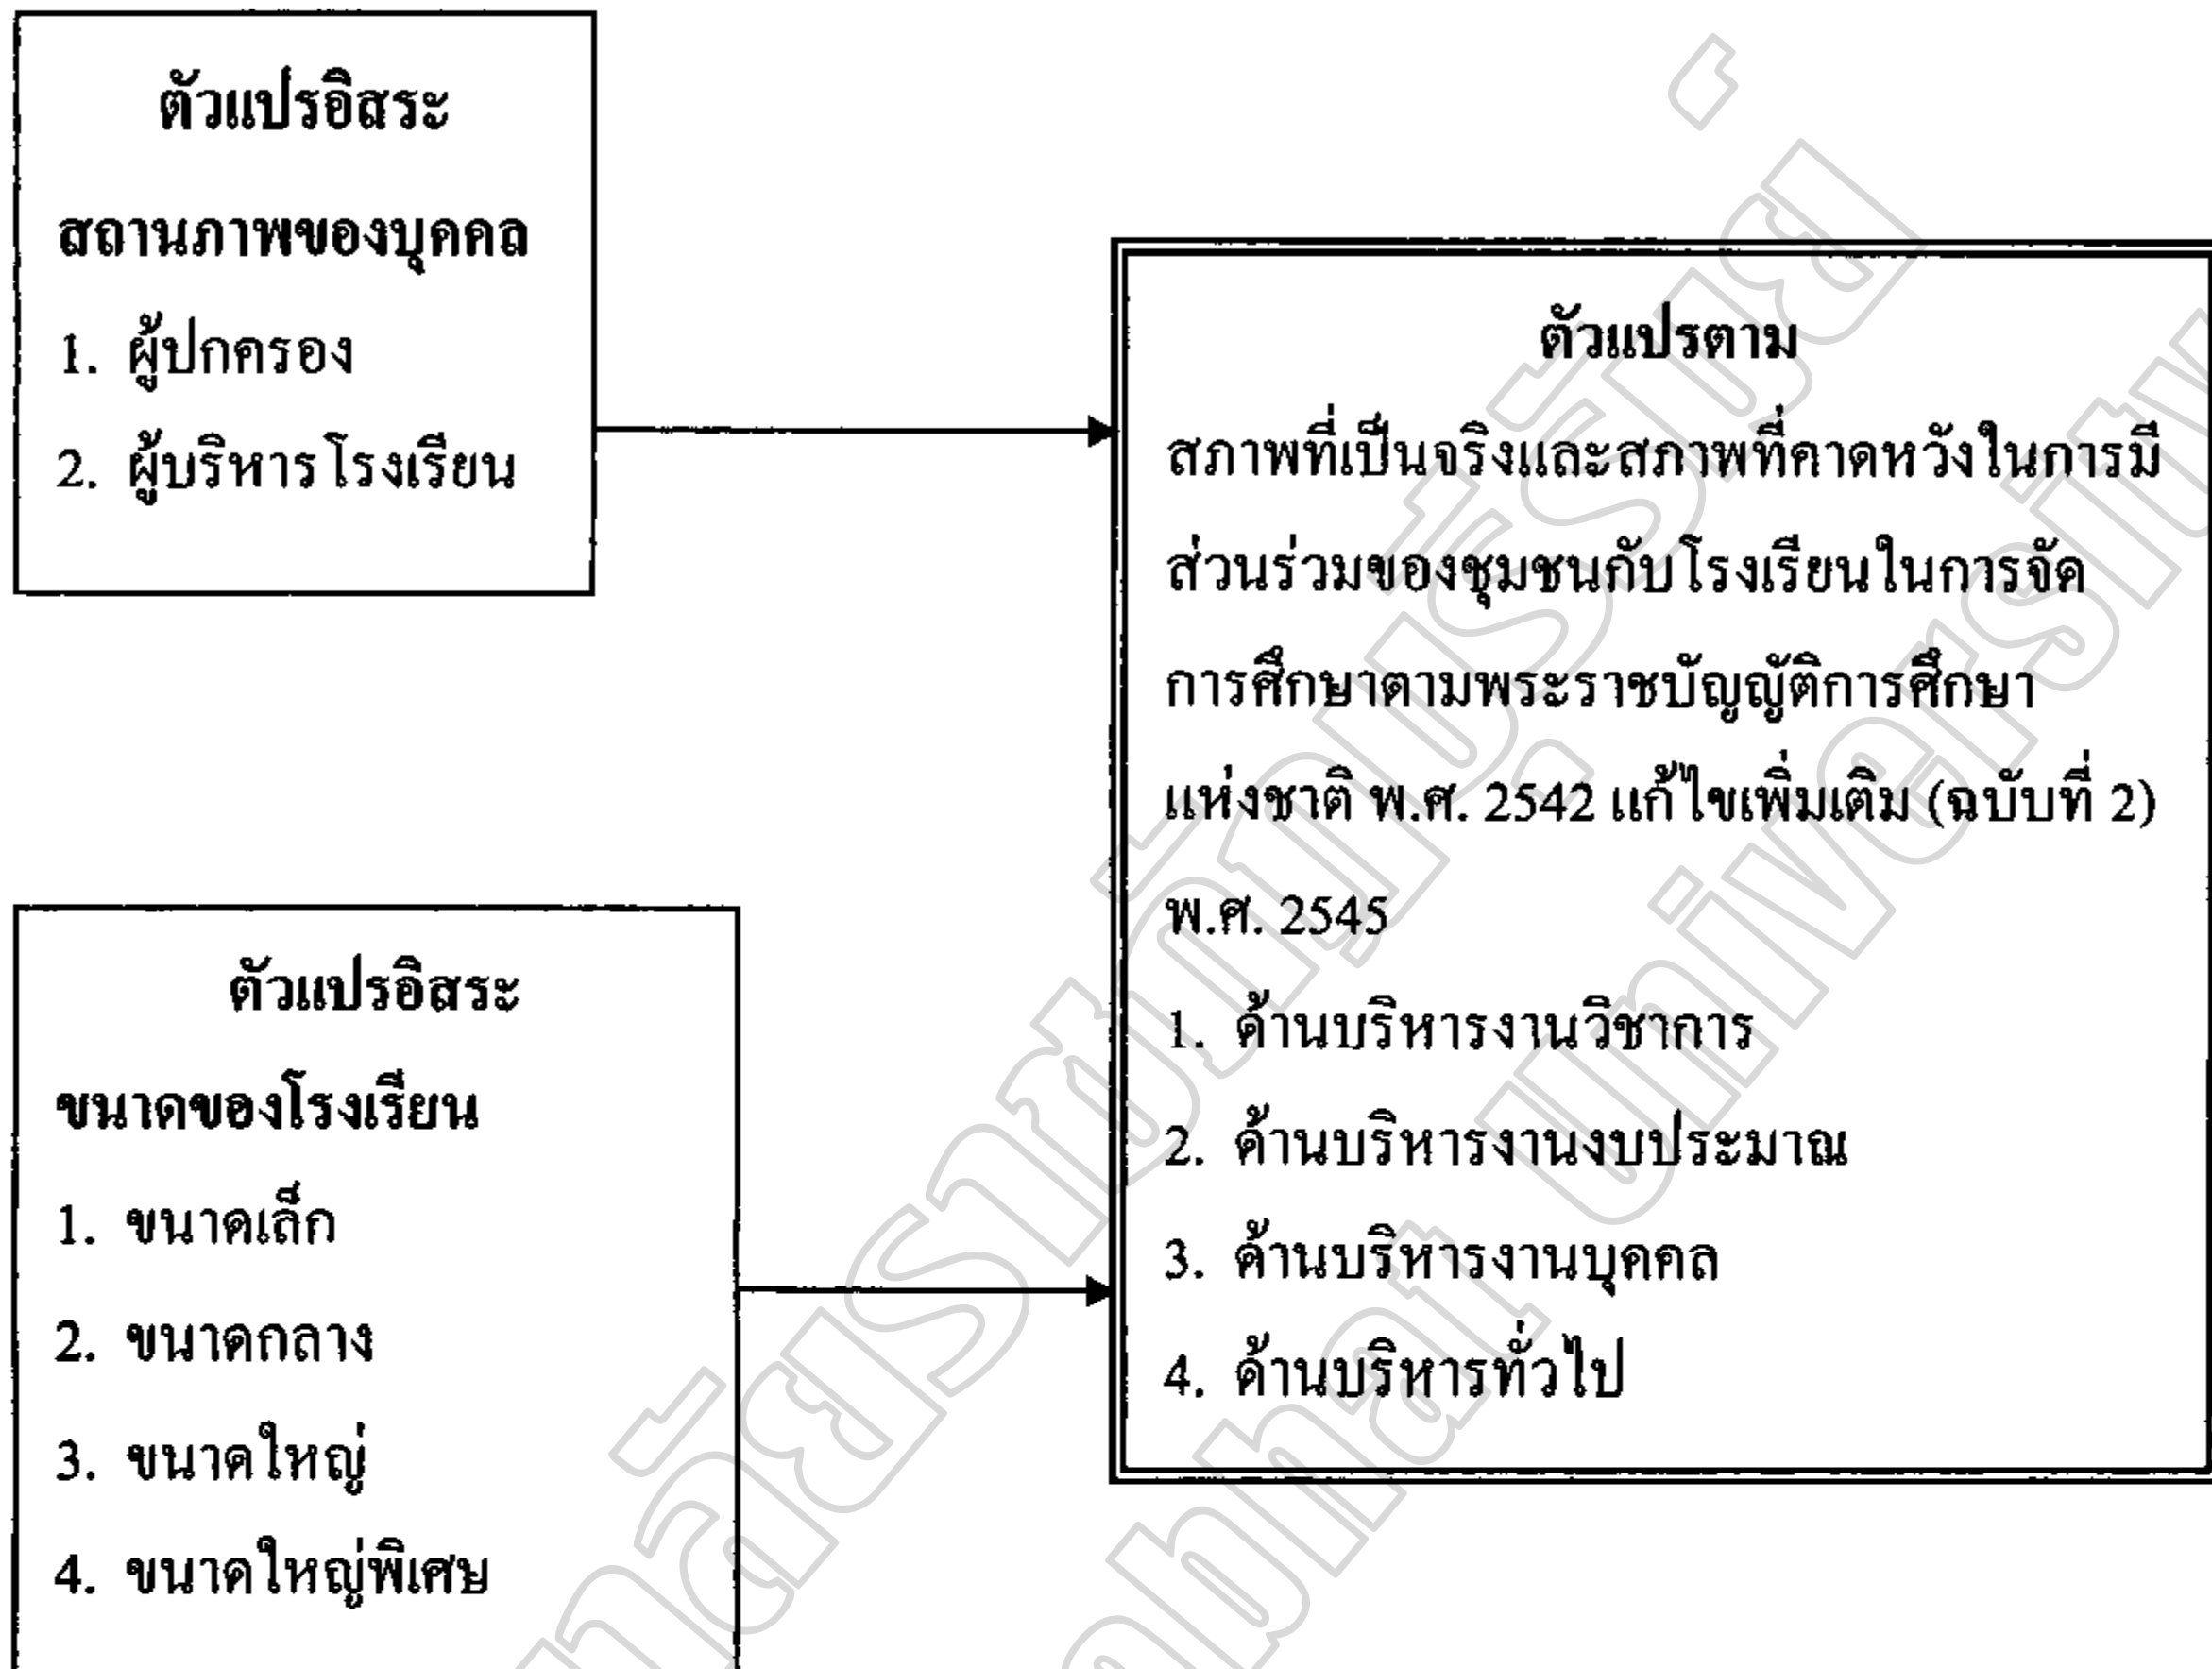 ตัวแปรอิสระ
สถานภาพของบุคคล
1. ผู้ปกครอง
2. ผู้บริหารโรงเรียน
ตัวแปรตาม
สภาพที่เป็นจริงและสภาพที่คาดหวังในการมี
ส่วนร่วมของชุมชนกับโรงเรียนในการจัด
การศึกษาตามพระราชบัญญัติการศึกษา
แห่งชาติ พ.ศ. 2542 แก้ไขเพิ่มเติม (ฉบับที่ 2)
พ.ศ. 2545
1. ด้านบริหารงานวิชาการ
2. ด้านบริหารงานงบประมาณ
3. ด้านบริหารงานบุคคล
4. ด้านบริหารทั่วไป
ตัวแปรอิสระ
ขนาดของโรงเรียน
1. ขนาดเล็ก
2. ขนาดกลาง
3. ขนาดใหญ่
4. ขนาดใหญ่พิเศษ